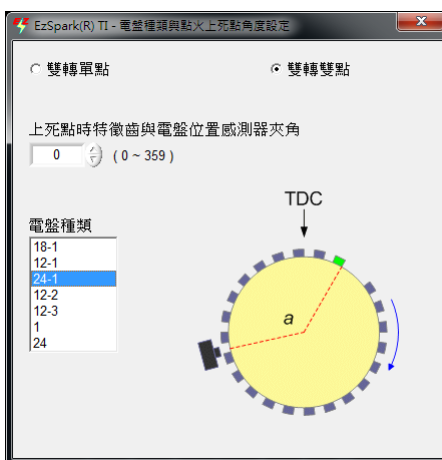 EzSpark(R) TI - 電盤種類與點火上死點角度設定
雙轉單點
雙轉雙點
上死點時特徵齒與電盤位置感測器夾角
0
( 0 ~ 359 )
TDC
電盤種類
18-1
12-1
24-1
12-2
12-3
1
24
a